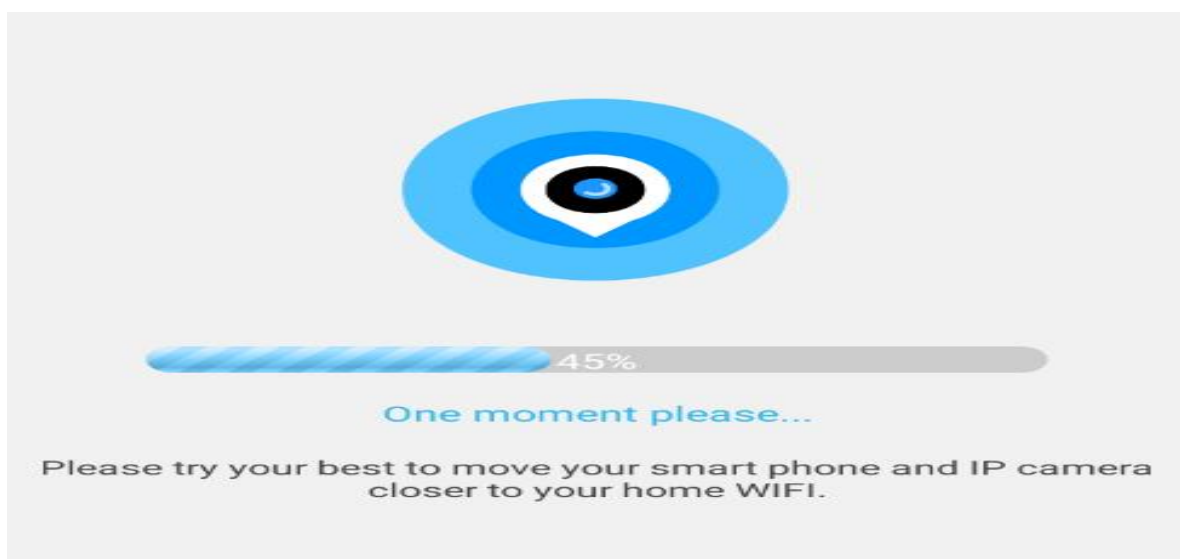 45%
One moment please...
Please try your best to move your smart phone and IP camera
closer to your home WIFI.